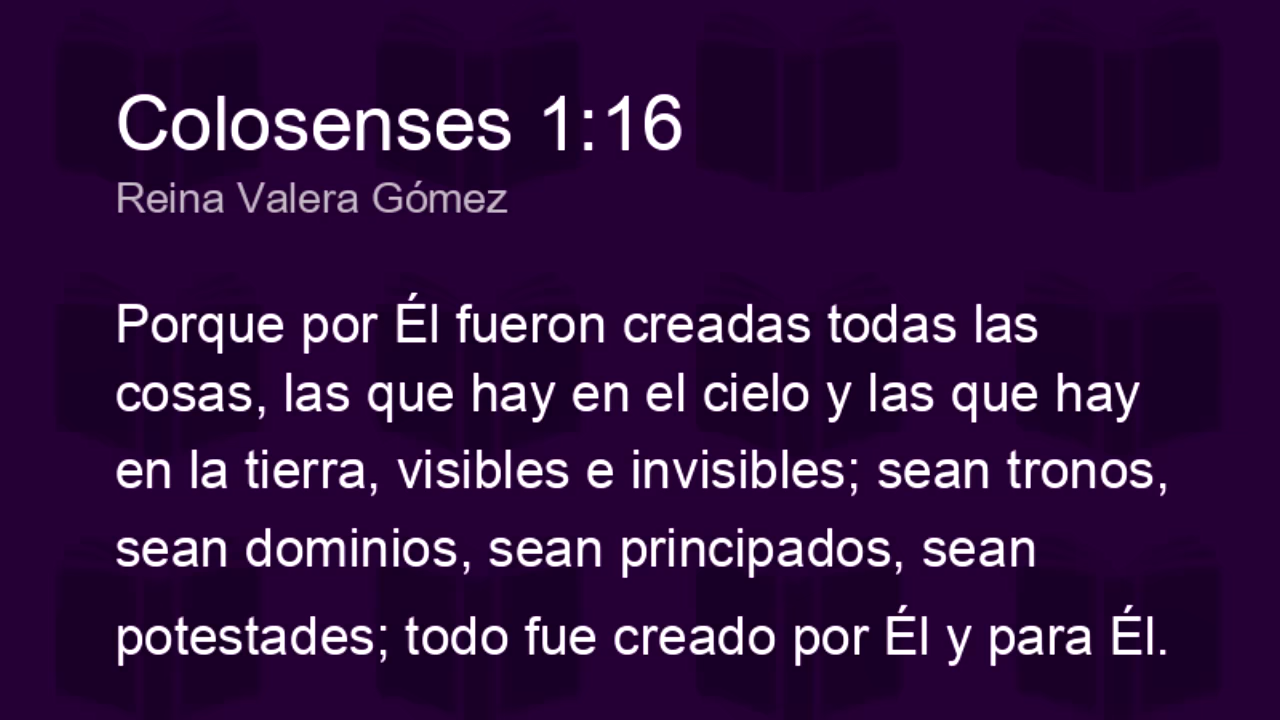 Colosenses 1:16
Reina Valera Gómez
Porque por Él fueron creadas todas las
cosas, las que hay en el cielo y las que hay
en la tierra, visibles e invisibles; sean tronos,
sean dominios, sean principados, sean
potestades; todo fue creado por Él y para Él.